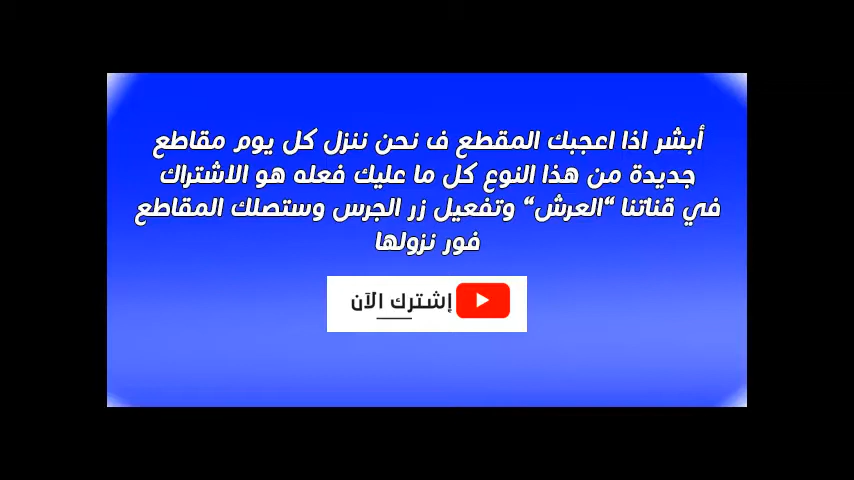 أبشر اذا اعجبك المقطع ف نحن ننزل كل يوم مقاطع
جديدة من هذا النوع كل ما عليك فعله هو الاشتراك
في قناتنا “العرش“ وتفعيل زر الجرس وستصلك المقاطع
فور نزولها
إشترك الآن